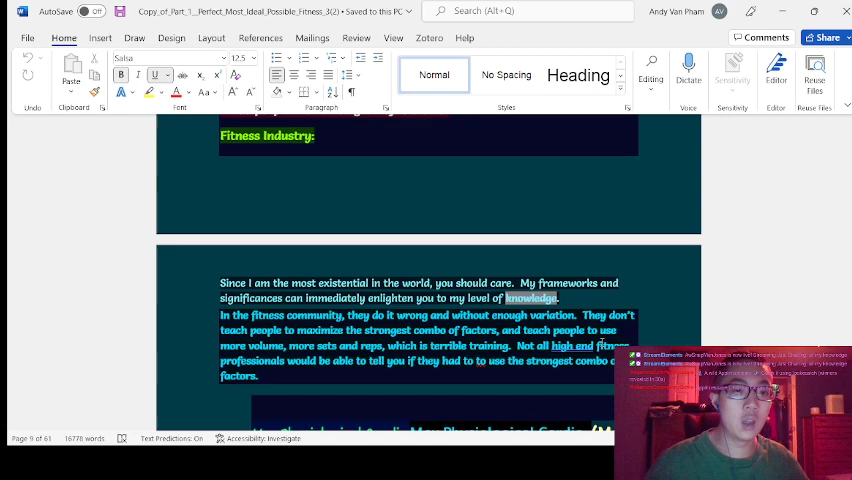 AutoSave Off Copy_of_Part_1__Perfect_Most_Ideal_Possible_Fitness_3(2) • Saved to this PC Search (Alt+Q) Andy Van Pham AV
File Home Insert Draw Design Layout References Mailings Review View Zotero Help Comments Share
Salsa 12.5
Paste
B I U ab x₂ x² Aa A A
Normal No Spacing Heading
Editing Dictate Sensitivity Editor Reuse Files
Undo Clipboard Font Paragraph Styles Voice Sensitivity Editor Reuse Files
Fitness Industry:
Since I am the most existential in the world, you should care. My frameworks and
significances can immediately enlighten you to my level of knowledge.
In the fitness community, they do it wrong and without enough variation. They don't
teach people to maximize the strongest combo of factors, and teach people to use
more volume, more sets and reps, which is terrible training. Not all high end fitness
professionals would be able to tell you if they had to to use the strongest combo
factors.
StreamElements
Page 9 of 61 16778 words Text Predictions: On Accessibility: Investigate